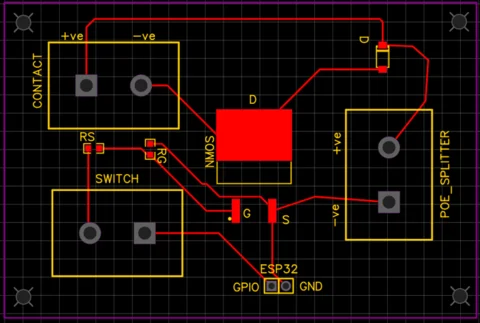 +ve
-ve
D
CONTACT
D
RS
RG
NMOS
+ve
POE_SPLITTER
SWITCH
-ve
G
S
ESP32
GPIO
GND